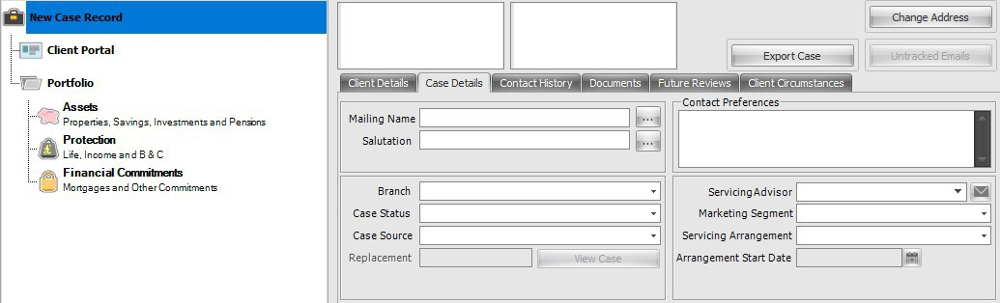 New Case Record
Client Portal
Portfolio
Assets
Properties, Savings, Investments and Pensions
Protection
Life, Income and B & C
Financial Commitments
Mortgages and Other Commitments
Change Address
Export Case
Untracked Emails
Client Details
Case Details
Contact History
Documents
Future Reviews
Client Circumstances
Mailing Name
...
Salutation
...
Contact Preferences
Branch
Case Status
Case Source
Replacement
View Case
Servicing Advisor
Marketing Segment
Servicing Arrangement
Arrangement Start Date